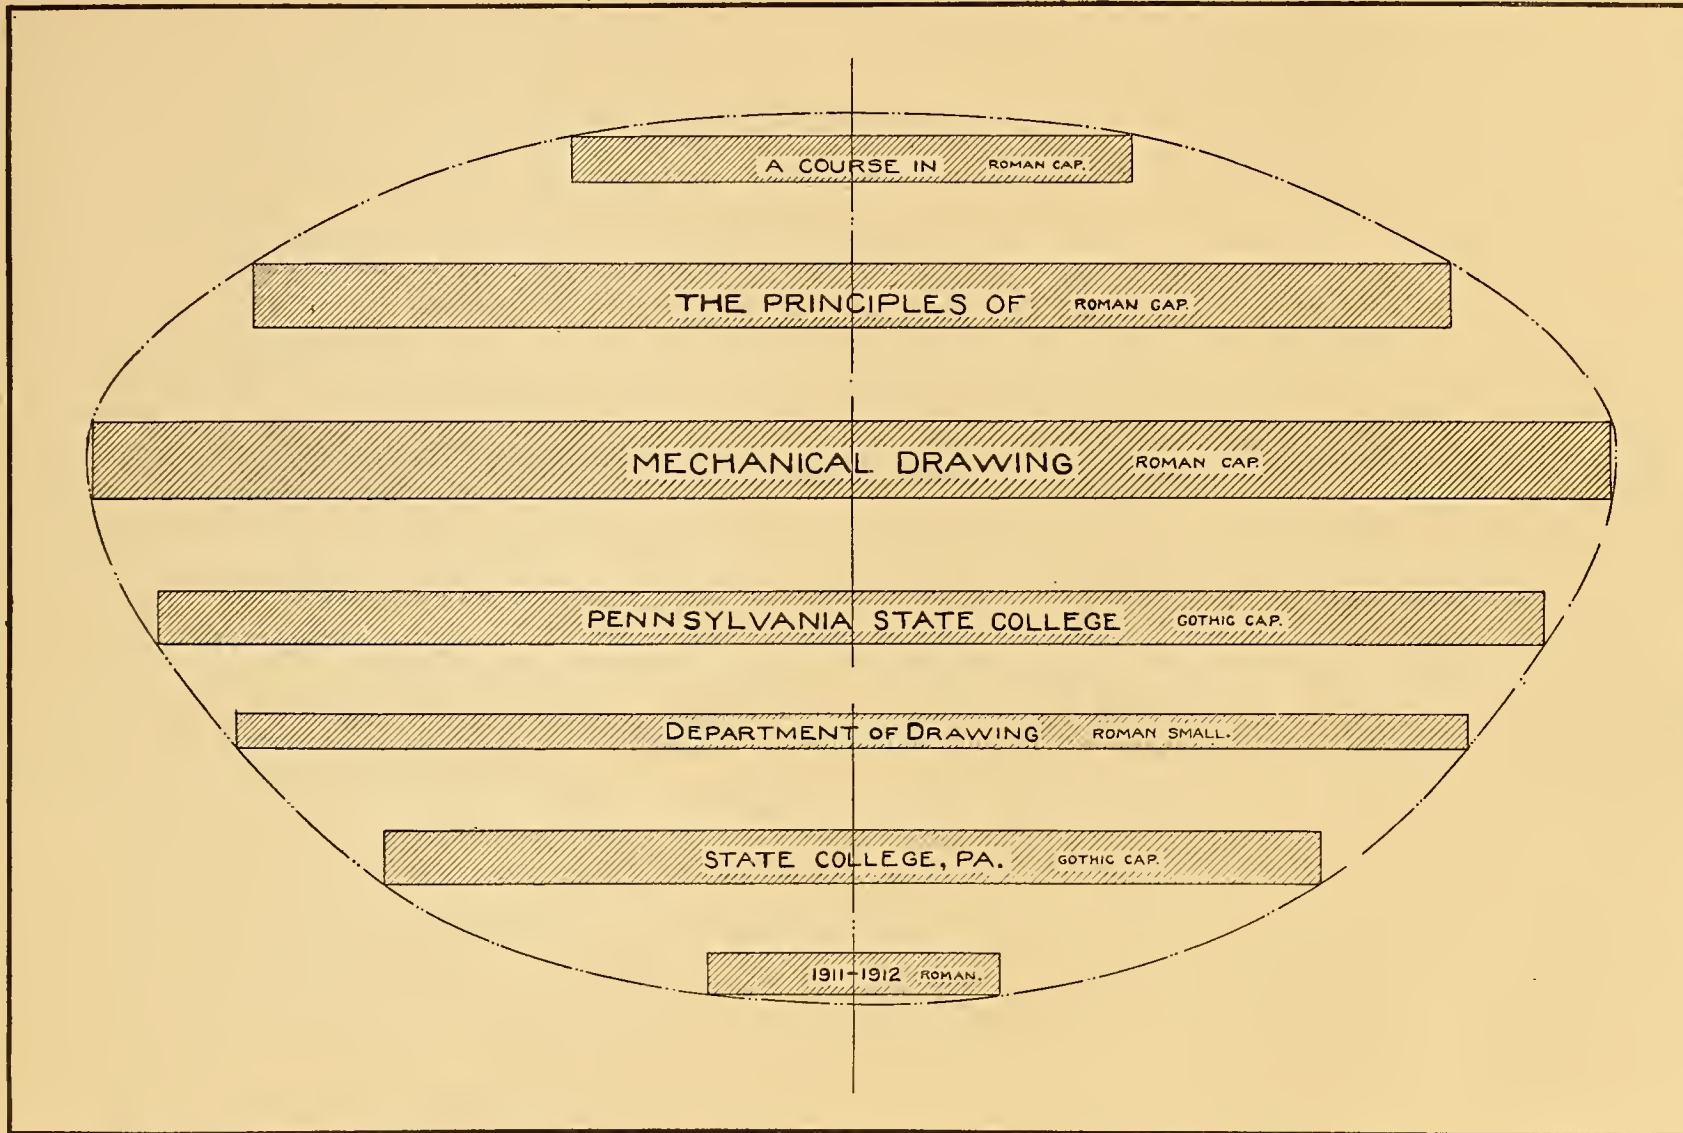 A COURSE IN ROMAN CAP.
THE PRINCIPLES OF ROMAN CAP.
MECHANICAL DRAWING ROMAN CAP.
PENNSYLVANIA STATE COLLEGE GOTHIC CAP.
DEPARTMENT OF DRAWING ROMAN SMALL.
STATE COLLEGE, PA. GOTHIC CAP.
1911-1912 ROMAN.